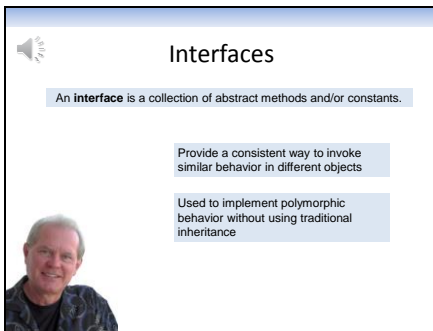 Interfaces
An interface is a collection of abstract methods and/or constants.
Provide a consistent way to invoke
similar behavior in different objects
Used to implement polymorphic
behavior without using traditional
inheritance